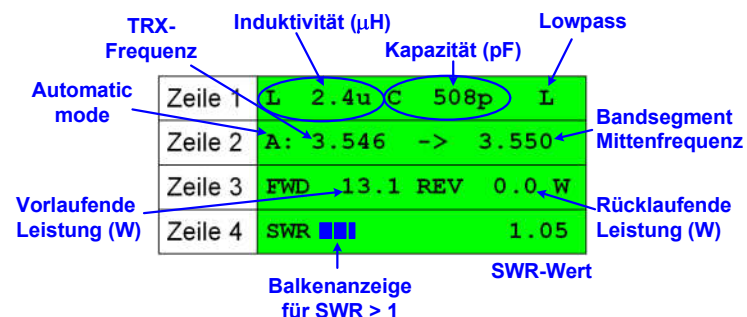 TRX-
Frequenz
Induktivität (µH)
Kapazität (pF)
Lowpass
Automatic
mode
Zeile 1 L 2.4u C 508p L
Zeile 2 A: 3.546 -> 3.550
Bandsegment
Mittenfrequenz
Zeile 3 FWD 13.1 REV 0.0 W
Vorlaufende
Leistung (W)
Rücklaufende
Leistung (W)
Zeile 4 SWR 1.05
Balkenanzeige
für SWR > 1
SWR-Wert